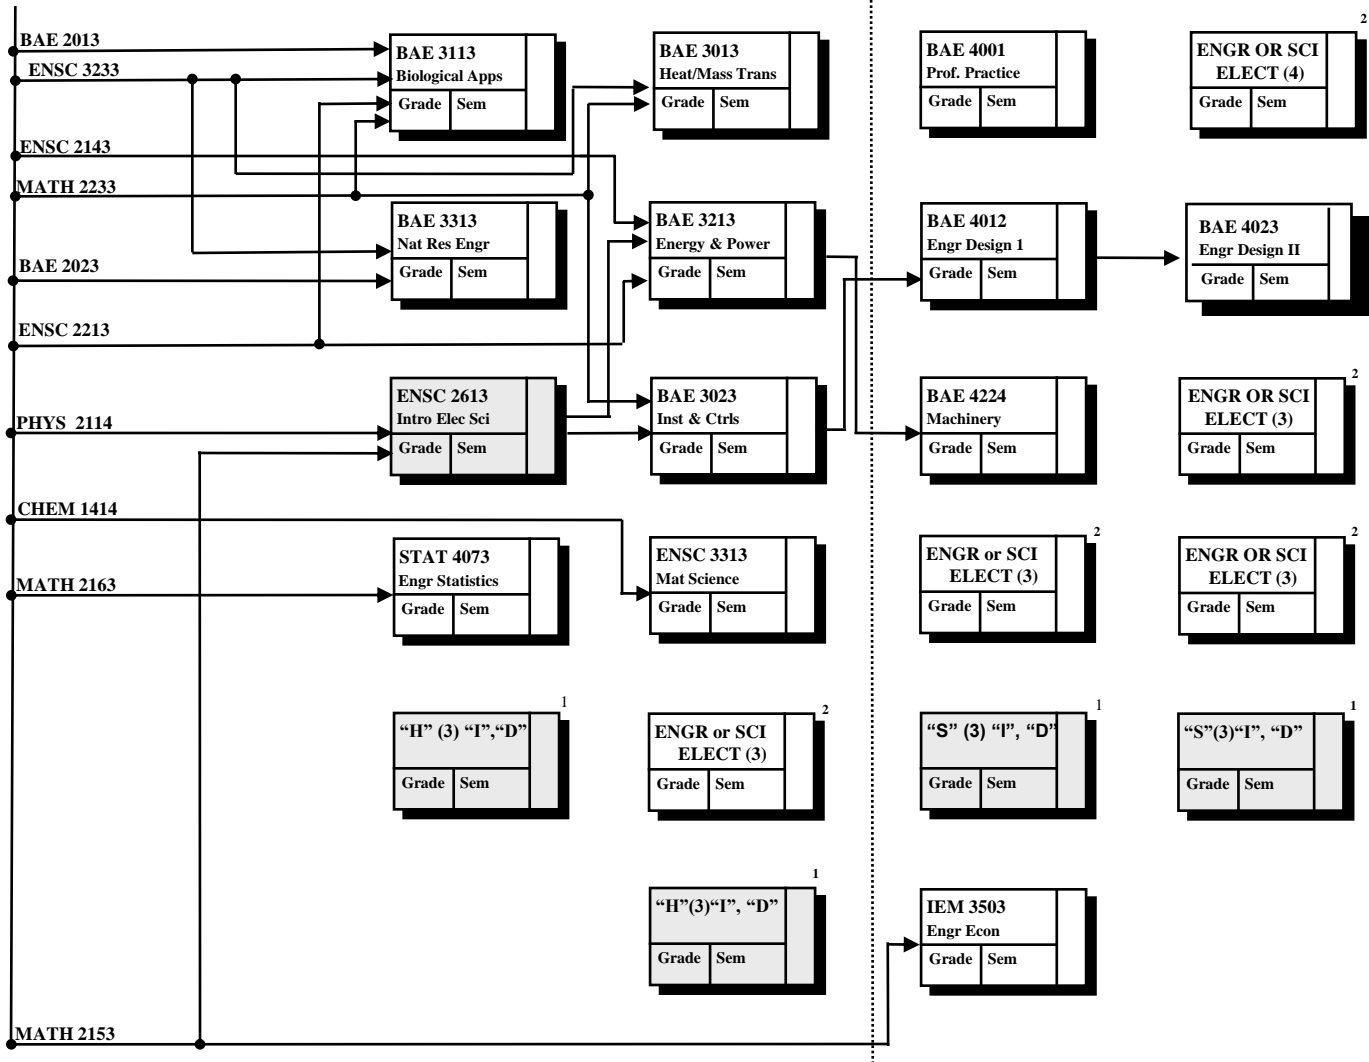 2
BAE 2013
ENSC 3233
BAE 3113
Biological Apps
Grade Sem
BAE 3013
Heat/Mass Trans
Grade Sem
BAE 4001
Prof. Practice
Grade Sem
ENGR OR SCI
ELECT (4)
Grade Sem
ENSC 2143
MATH 2233
BAE 3313
Nat Res Engr
Grade Sem
BAE 3213
Energy & Power
Grade Sem
BAE 4012
Engr Design 1
Grade Sem
BAE 4023
Engr Design II
Grade Sem
BAE 2023
ENSC 2213
2
ENSC 2613
Intro Elec Sci
Grade Sem
BAE 3023
Inst & Ctrls
Grade Sem
BAE 4224
Machinery
Grade Sem
ENGR OR SCI
ELECT (3)
Grade Sem
PHYS 2114
CHEM 1414
2
2
STAT 4073
Engr Statistics
Grade Sem
ENSC 3313
Mat Science
Grade Sem
ENGR or SCI
ELECT (3)
Grade Sem
ENGR OR SCI
ELECT (3)
Grade Sem
MATH 2163
1
2
1
1
“H” (3) “I”,“D”
Grade Sem
ENGR or SCI
ELECT (3)
Grade Sem
“S” (3) “I”, “D”
Grade Sem
“S”(3)“I”, “D”
Grade Sem
1
“H”(3)“I”, “D”
Grade Sem
IEM 3503
Engr Econ
Grade Sem
MATH 2153